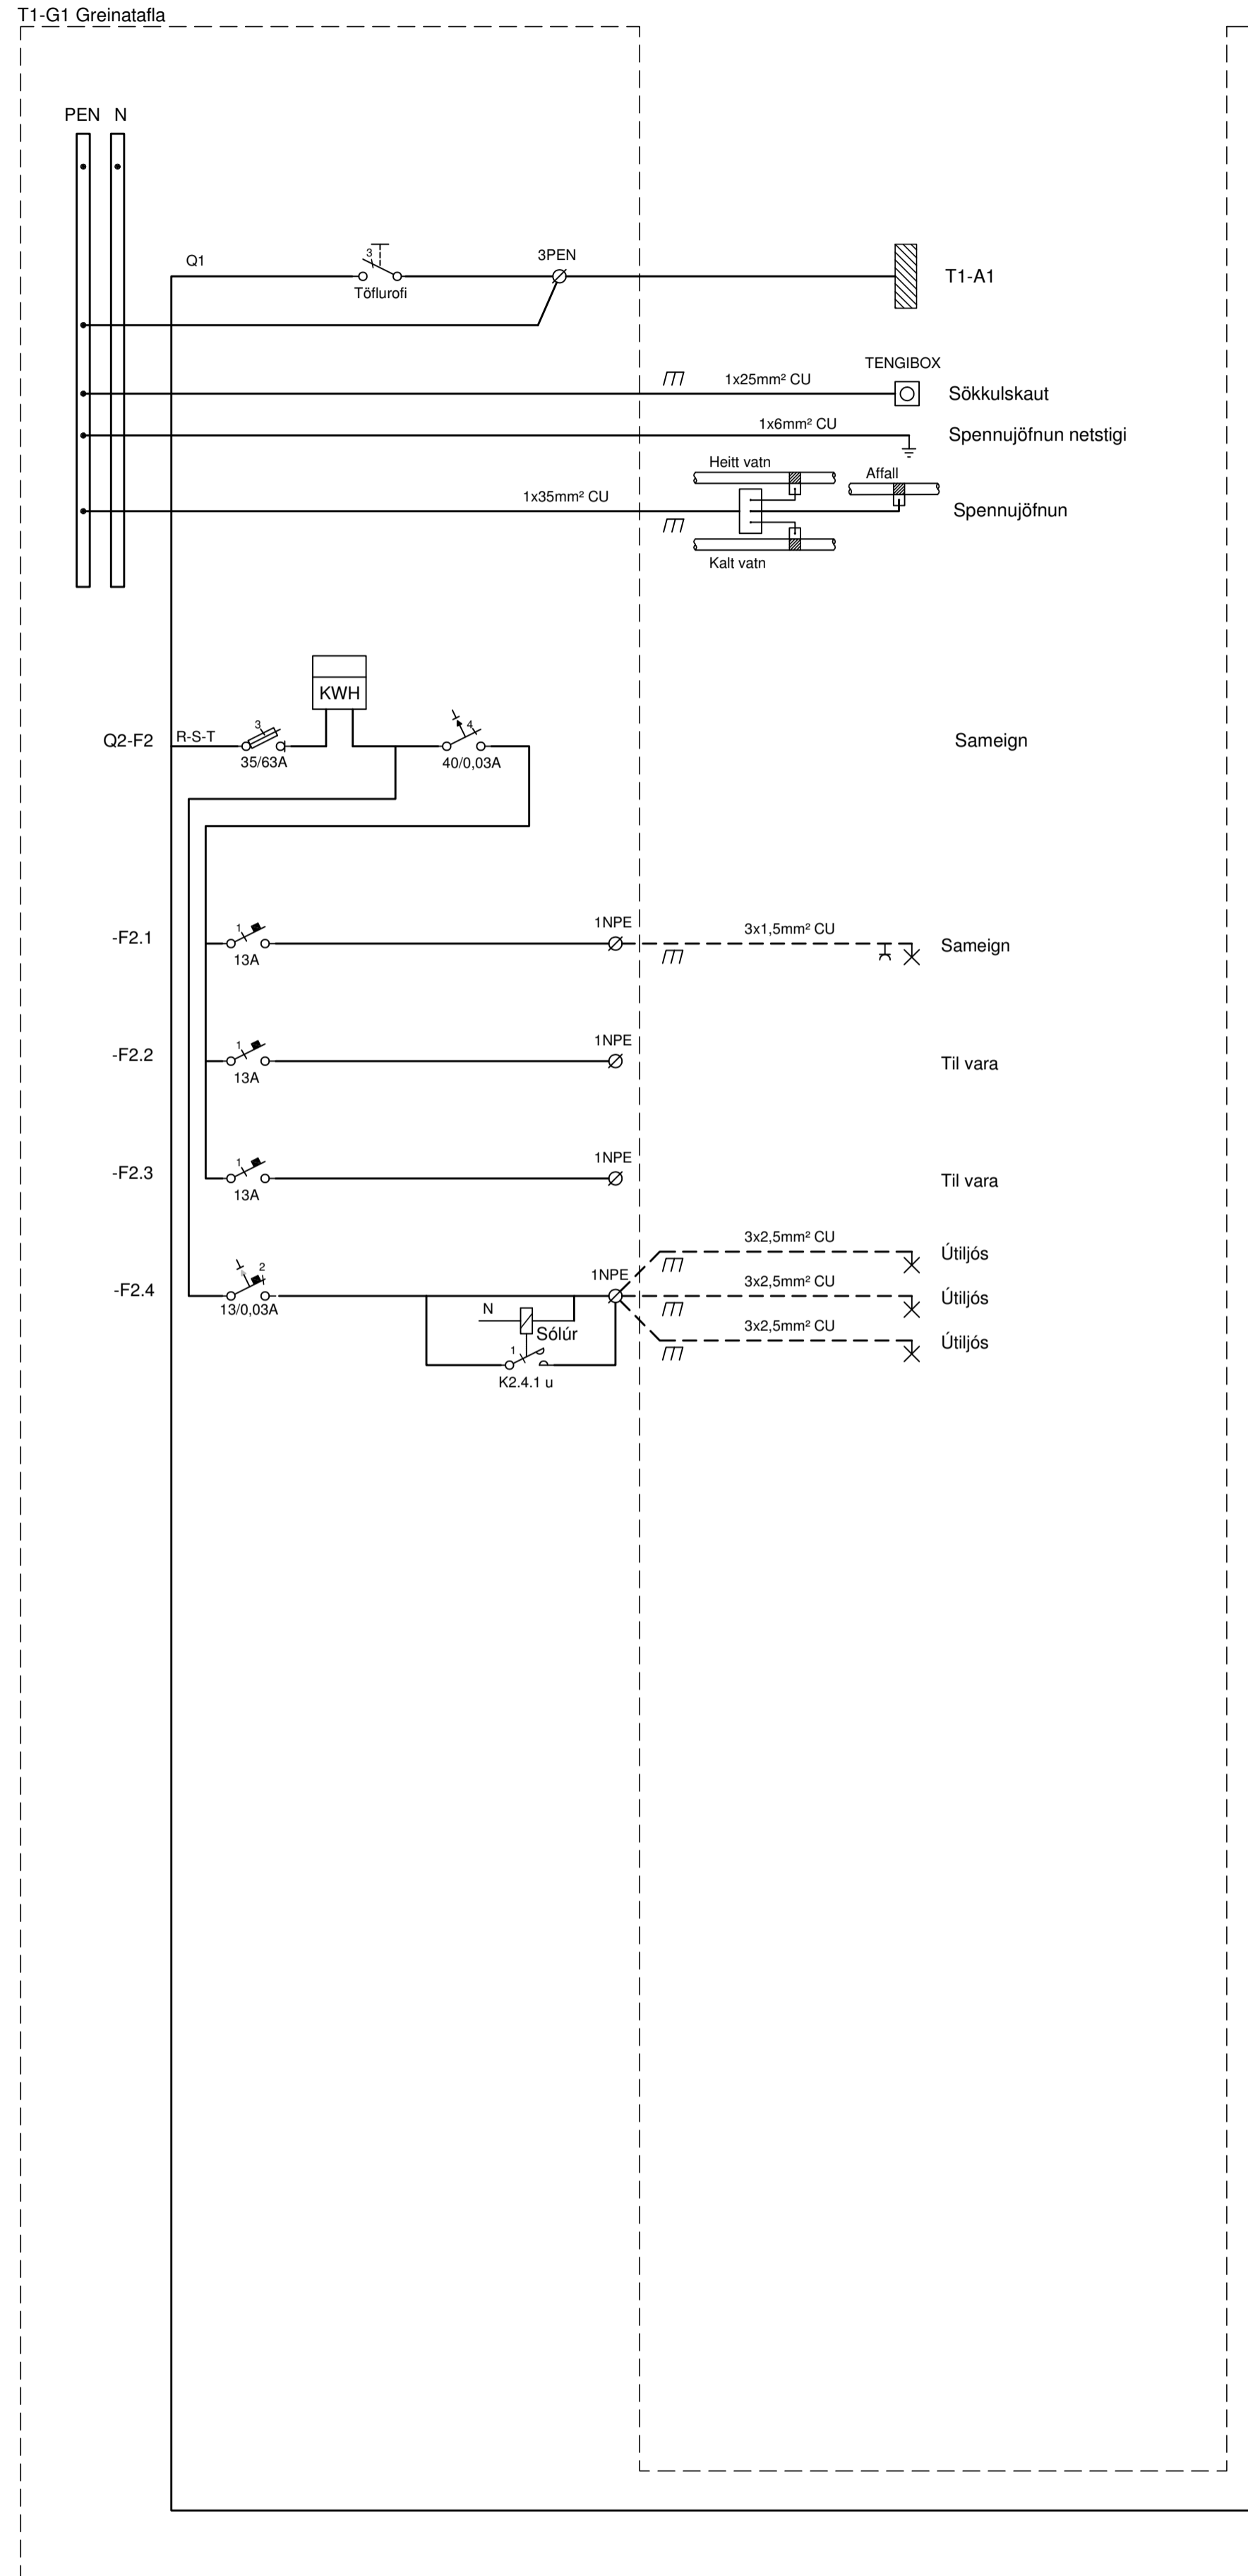 T1-G1 Greinatafla
PEN N
Q1
3
Töflurofi
3PEN
T1-A1
TENGIBOX
1x25mm² CU
Sökkulskaut
1x6mm² CU
Spennujöfnun netstigi
Heitt vatn
Affall
1x35mm² CU
Spennujöfnun
Kalt vatn
KWH
Q2-F2
R-S-T
3
35/63A
4
40/0,03A
Sameign
-F2.1
1
13A
1NPE
3x1,5mm² CU
Sameign
-F2.2
1
13A
1NPE
Til vara
-F2.3
1
13A
1NPE
Til vara
3x2,5mm² CU
Útiljós
-F2.4
2
13/0,03A
1NPE
3x2,5mm² CU
Útiljós
N
Sólúr
3x2,5mm² CU
Útiljós
1
K2.4.1 u